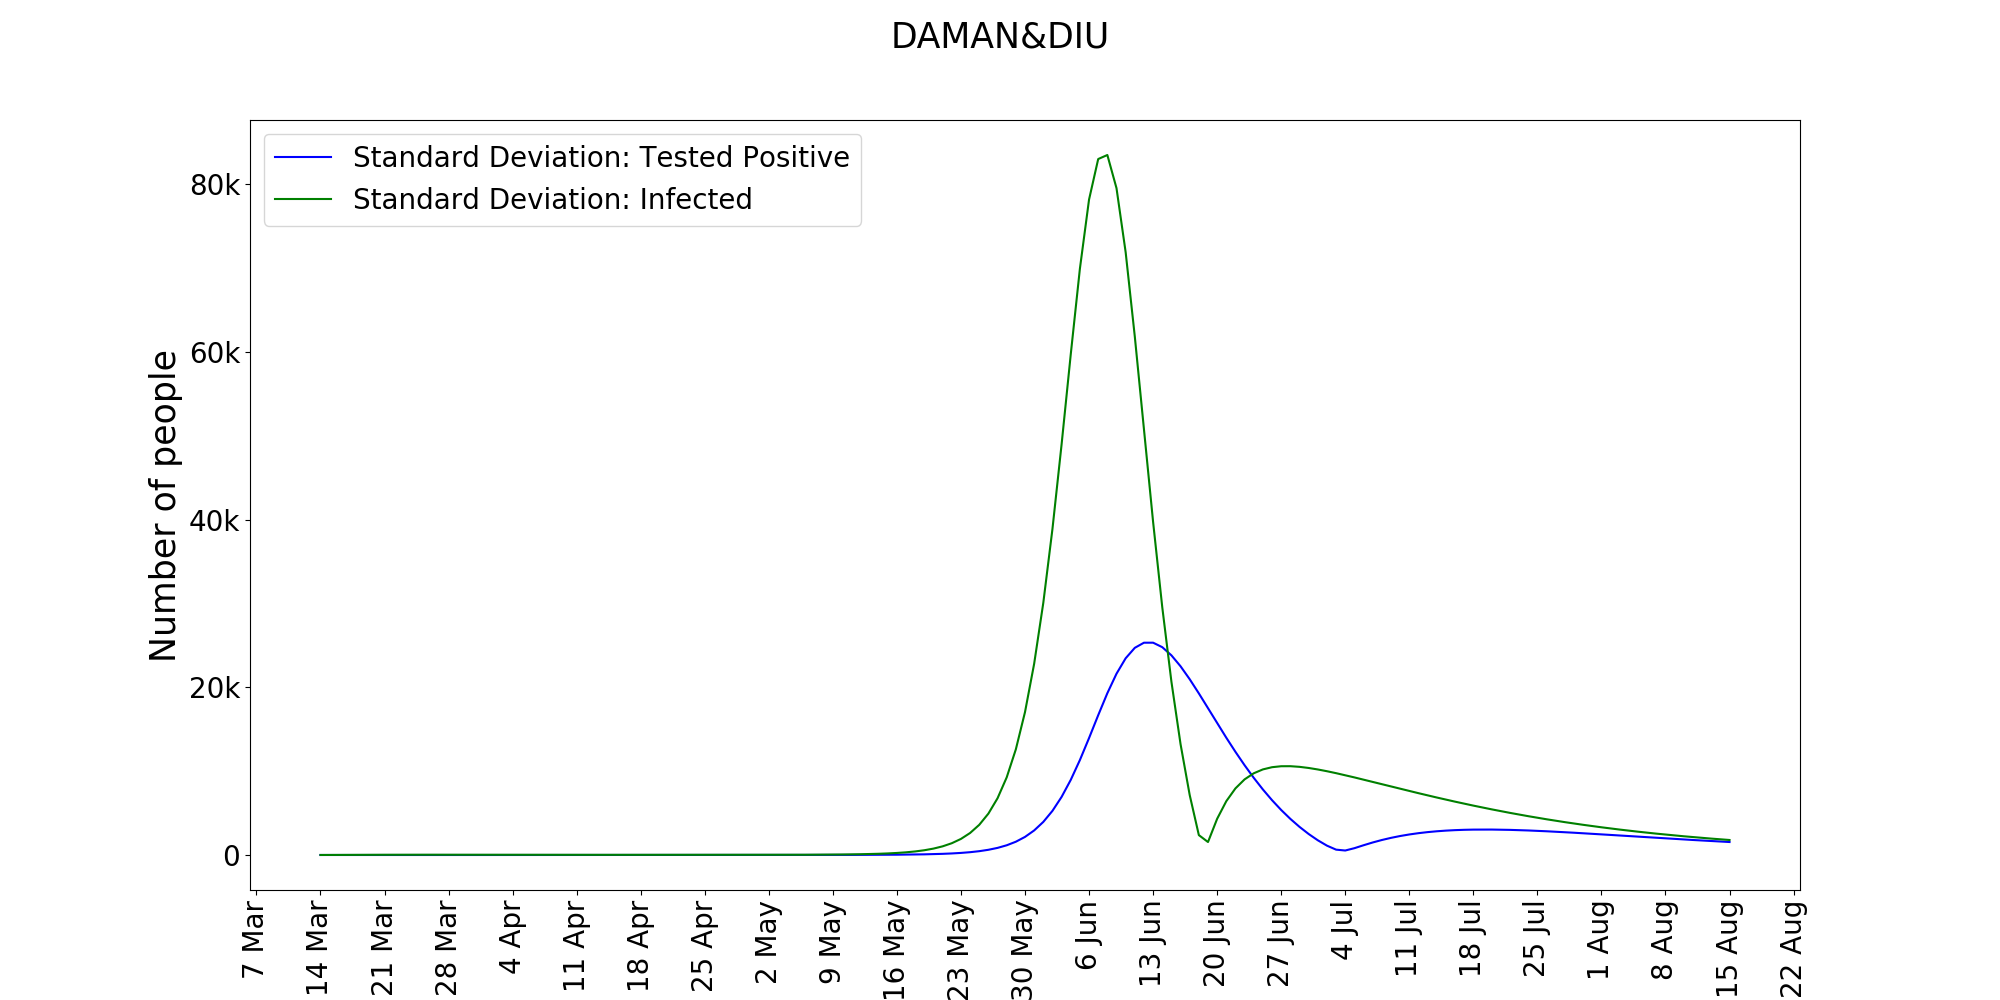 DAMAN&DIU
Standard Deviation: Tested Positive
Standard Deviation: Infected
Number of people
80k
60k
40k
20k
0
7 Mar
14 Mar
21 Mar
28 Mar
4 Apr
11 Apr
18 Apr
25 Apr
2 May
9 May
16 May
23 May
30 May
6 Jun
13 Jun
20 Jun
27 Jun
4 Jul
11 Jul
18 Jul
25 Jul
1 Aug
8 Aug
15 Aug
22 Aug